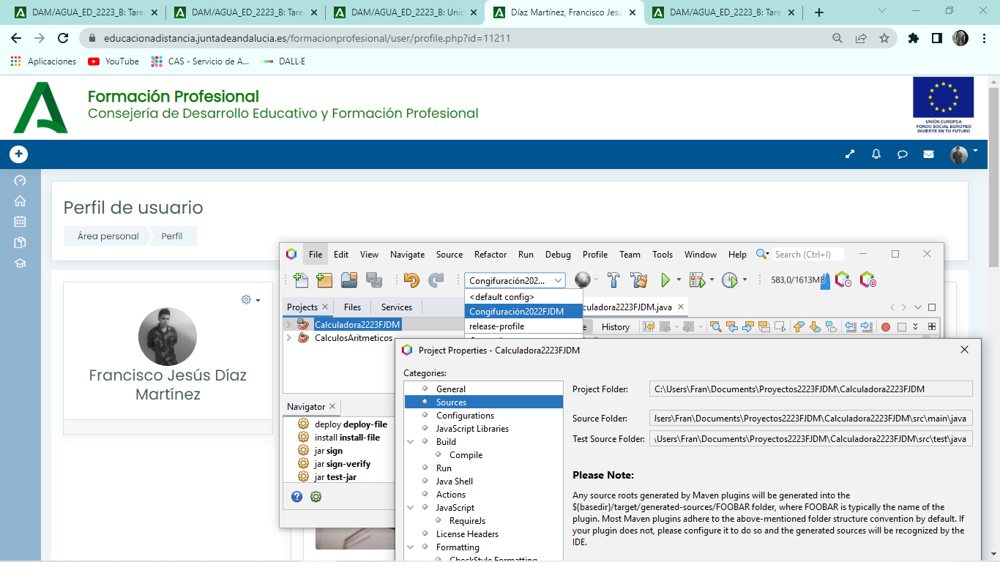 DAM/AGUA_ED_2223_B: Tare
DAM/AGUA_ED_2223_B: Tare
DAM/AGUA_ED_2223_B: Unid
Díaz Martínez, Francisco Jesús
DAM/AGUA_ED_2223_B: Tare
educacionadistancia.juntadeandalucia.es/formacionprofesional/user/profile.php?id=11211
Aplicaciones
YouTube
CAS - Servicio de A...
DALL·E
Formación Profesional
Consejería de Desarrollo Educativo y Formación Profesional
UNIÓN EUROPEA
FONDO SOCIAL EUROPEO
INVIERTE EN TU FUTURO
Perfil de usuario
Área personal
Perfil
Francisco Jesús Díaz
Martínez
File Edit View Navigate Source Refactor Run Debug Profile Team Tools Window Help
Search (Ctrl+I)
Congifuración202...
583,0/1613MB
<default config>
Congifuración2022FJDM
release-profile
Projects
Files
Services
culadora2223FJDM.java
History
Calculadora2223FJDM
CalculosAritmeticos
Navigator
deploy deploy-file
install install-file
jar sign
jar sign-verify
jar test-jar
Project Properties - Calculadora2223FJDM
Categories:
General
Sources
Configurations
JavaScript Libraries
Build
Compile
Run
Java Shell
Actions
JavaScript
RequireJs
License Headers
Formatting
CheckStyle Formatting
Project Folder:
C:\Users\Fran\Documents\Proyectos2223FJDM\Calculadora2223FJDM
Source Folder:
Jsers\Fran\Documents\Proyectos2223FJDM\Calculadora2223FJDM\src\main\java
Test Source Folder:
\Users\Fran\Documents\Proyectos2223FJDM\Calculadora2223FJDM\src\test\java
Please Note:
Any source roots generated by Maven plugins will be generated into the
${basedir}/target/generated-sources/FOOBAR folder, where FOOBAR is typically the name of the
plugin. Most Maven plugins adhere to the above-mentioned folder structure convention by default. If
your plugin does not, please configure it to do so and the generated sources will be recognized by the
IDE.